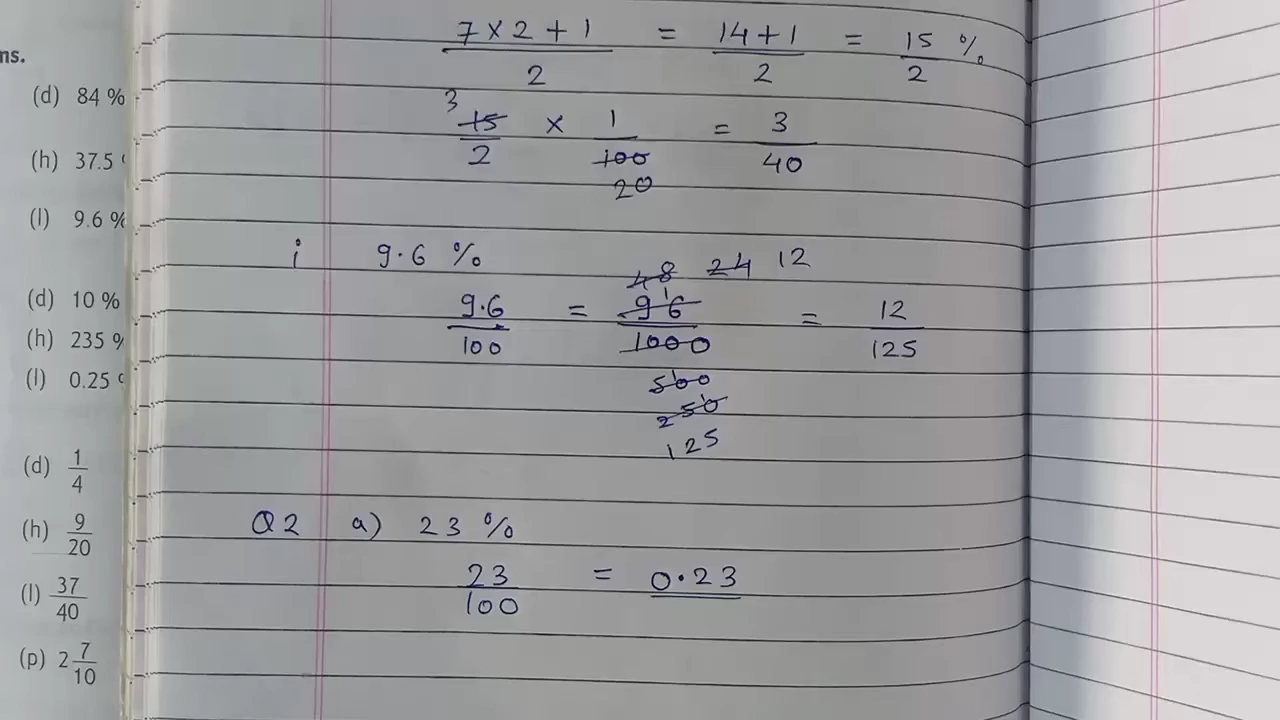 ms.
(d) 84 %
(h) 37.5
(l) 9.6 %
(d) 10 %
(h) 235 %
(l) 0.25
(d) 1/4
(h) 9/20
(l) 37/40
(p) 2 7/10
7 × 2 + 1 / 2 = 14 + 1 / 2 = 15 / 2 %
3
15 / 2 × 1 / 100 = 3 / 40
20
i 9.6 %
48 24 12
9.6 / 100 = 96 / 1000 = 12 / 125
500
250
125
Q2 a) 23 %
23 / 100 = 0.23